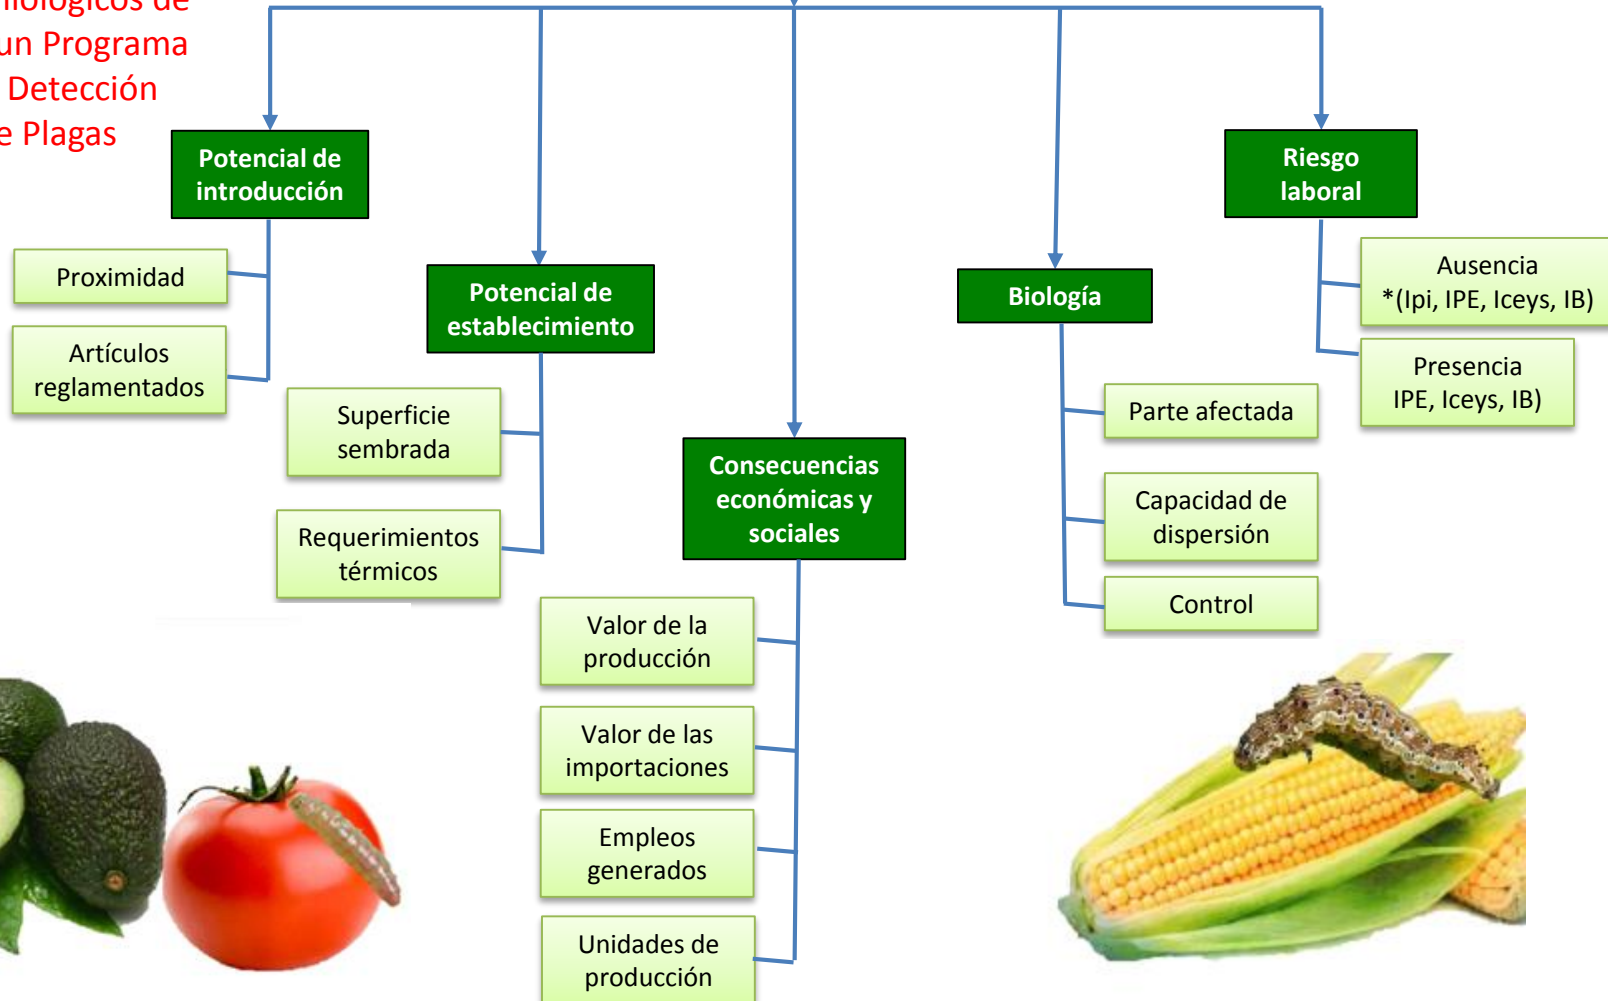 de
un Programa
Detección
Plagas
Potencial de
introducción
Proximidad
Artículos
reglamentados
Potencial de
establecimiento
Superficie
sembrada
Requerimientos
térmicos
Consecuencias
económicas y
sociales
Valor de la
producción
Valor de las
importaciones
Empleos
generados
Unidades de
producción
Biología
Parte afectada
Capacidad de
dispersión
Control
Riesgo
laboral
Ausencia
*(Ipi, IPE, Iceys, IB)
Presencia
IPE, Iceys, IB)